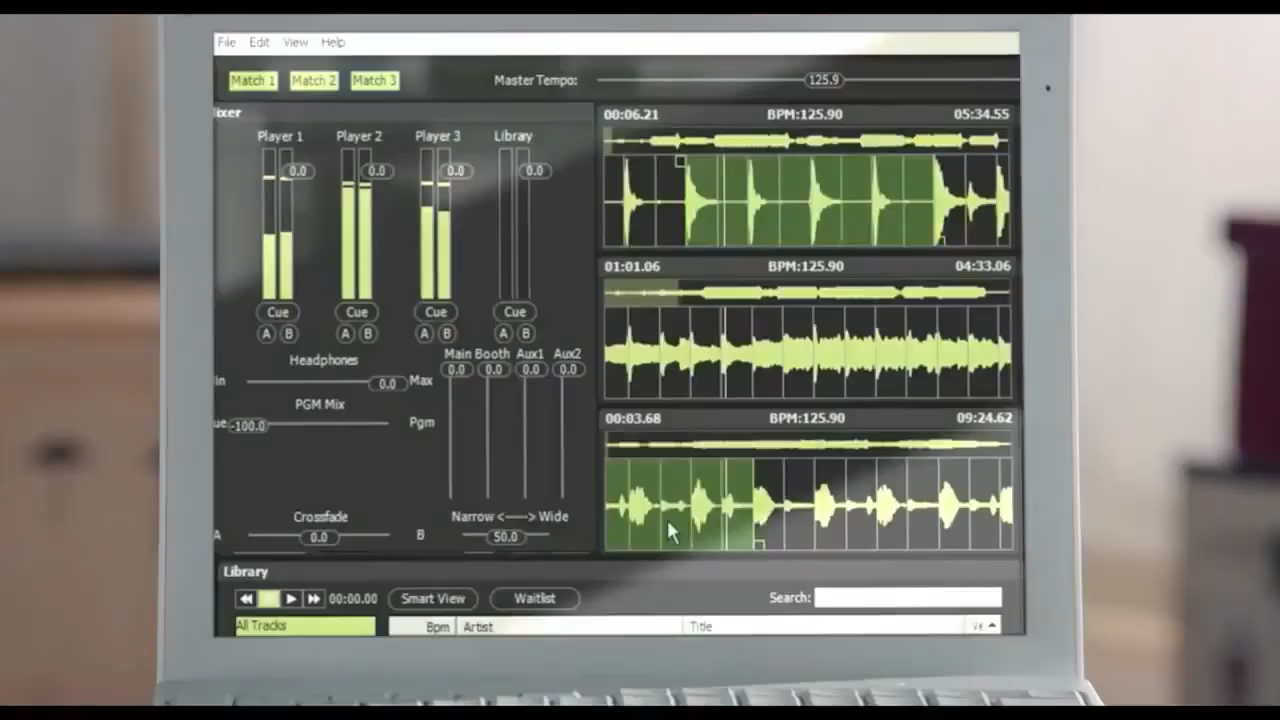 File Edit View Help
Match 1 Match 2 Match 3 Master Tempo: 125.9
ixer
Player 1 Player 2 Player 3 Library
0.0 0.0 0.0 0.0
Cue Cue Cue Cue
A B A B A B A B
Headphones
in 0.0 Max
PGM Mix
ue -100.0 Pgm
Main Booth Aux1 Aux2
0.0 0.0 0.0 0.0
Crossfade
A 0.0 B
Narrow <---> Wide
50.0
00:06.21 BPM:125.90 05:34.55
01:01.06 BPM:125.90 04:33.06
00:03.68 BPM:125.90 09:24.62
Library
00:00.00 Smart View Waitlist Search:
All Tracks Bpm Artist Title